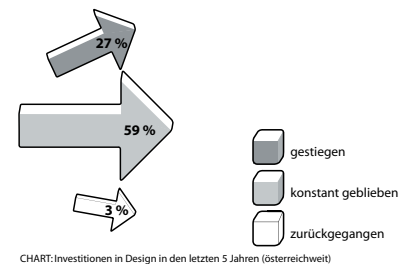 27 %
59 %
3 %
gestiegen
konstant geblieben
zurückgegangen
CHART: Investitionen in Design in den letzten 5 Jahren (österreichweit)